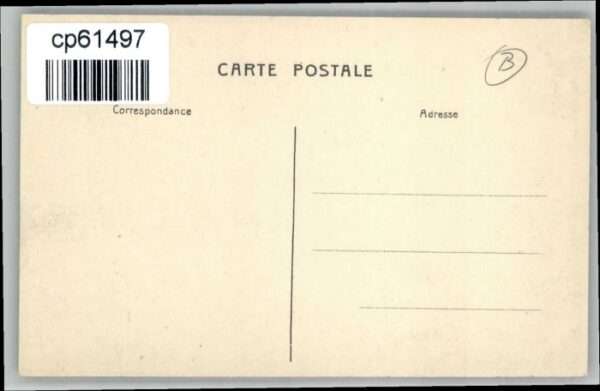 cp61497
CARTE POSTALE
B
Correspondance
Adresse